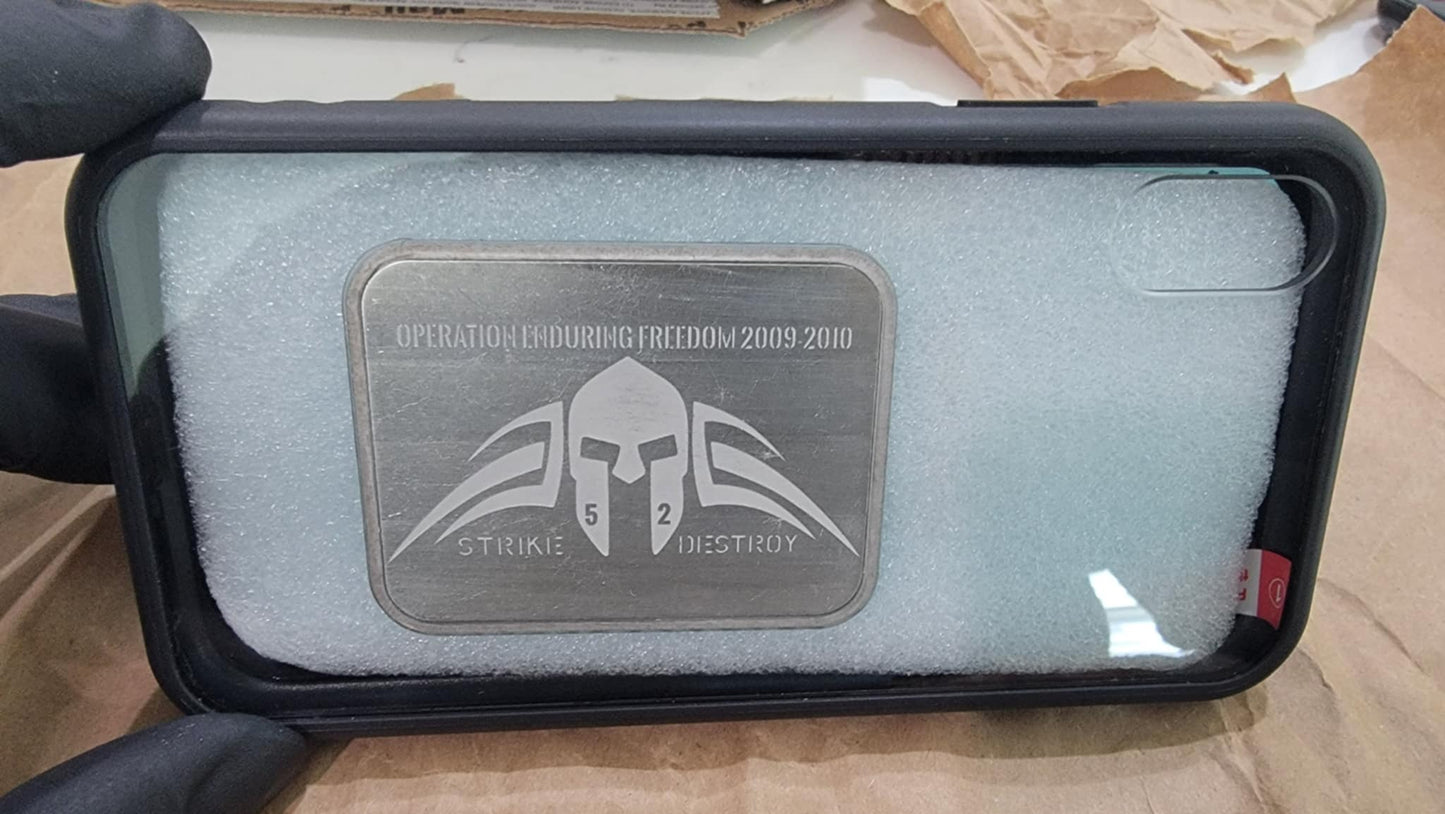 OPERATION ENDURING FREEDOM 2009-2010
5 2
STRIKE DESTROY